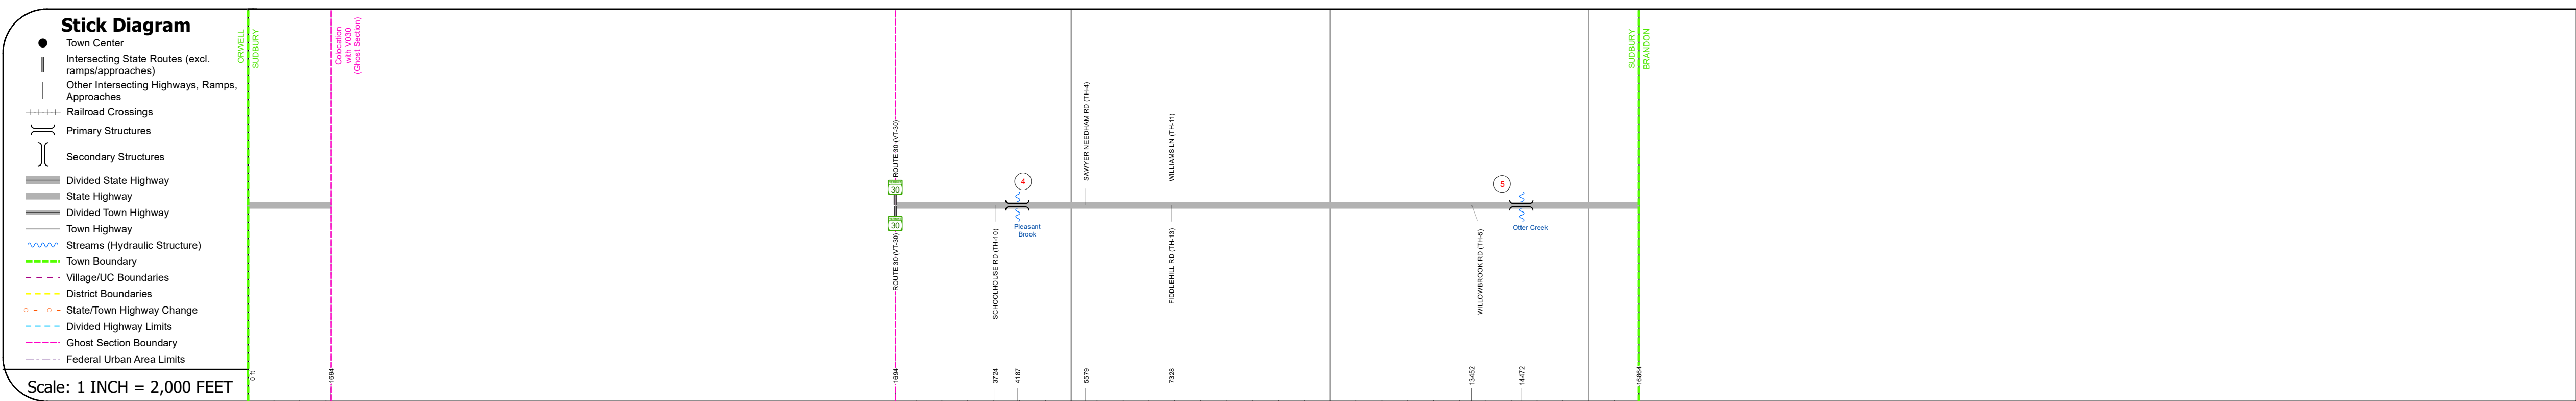 Stick Diagram
Town Center
Intersecting State Routes (excl.
ramps/approaches)
Other Intersecting Highways, Ramps,
Approaches
Railroad Crossings
Primary Structures
Secondary Structures
Divided State Highway
State Highway
Divided Town Highway
Town Highway
Streams (Hydraulic Structure)
Town Boundary
Village/UC Boundaries
District Boundaries
State/Town Highway Change
Divided Highway Limits
Ghost Section Boundary
Federal Urban Area Limits
Scale: 1 INCH = 2,000 FEET
ORWELL
SUDBURY
0 ft
Colocation
with V030
(Ghost Section)
1694
ROUTE 30 (VT-30)
30
30
ROUTE 30 (VT-30)
1694
SCHOOLHOUSE RD (TH-10)
3724
4
Pleasant
Brook
4187
SAWYER NEEDHAM RD (TH-4)
5579
WILLIAMS LN (TH-11)
FIDDLEHILL RD (TH-13)
7328
WILLOWBROOK RD (TH-5)
13452
5
Otter Creek
14472
SUDBURY
BRANDON
16864